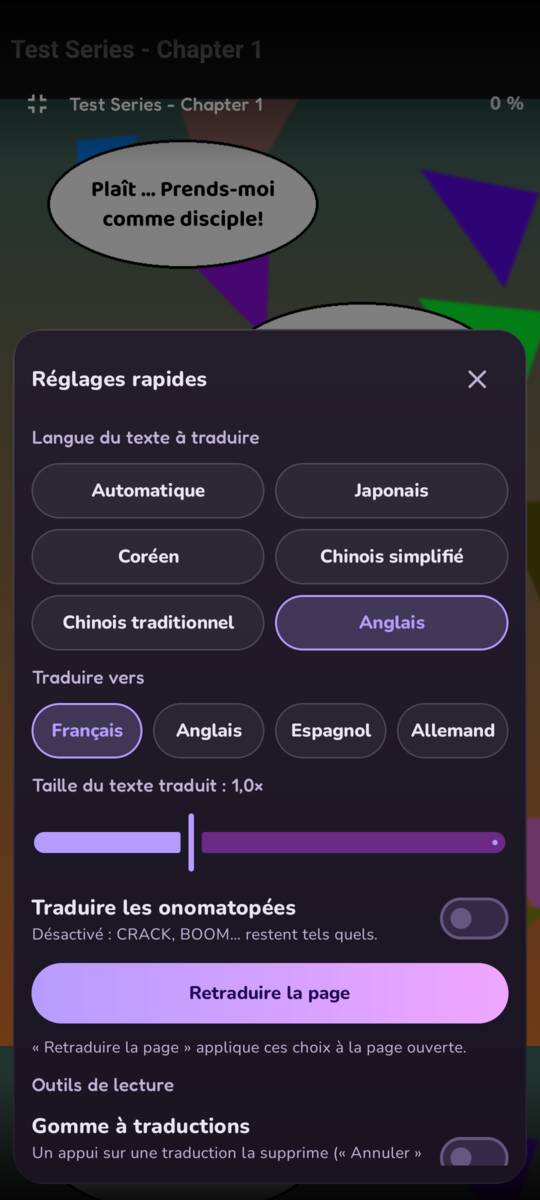 Test Series - Chapter 1
Test Series - Chapter 1
0 %
Plaît ... Prends-moi
comme disciple!
Réglages rapides
Langue du texte à traduire
Automatique
Japonais
Coréen
Chinois simplifié
Chinois traditionnel
Anglais
Traduire vers
Français
Anglais
Espagnol
Allemand
Taille du texte traduit : 1,0×
Traduire les onomatopées
Désactivé : CRACK, BOOM… restent tels quels.
Retraduire la page
« Retraduire la page » applique ces choix à la page ouverte.
Outils de lecture
Gomme à traductions
Un appui sur une traduction la supprime (« Annuler »